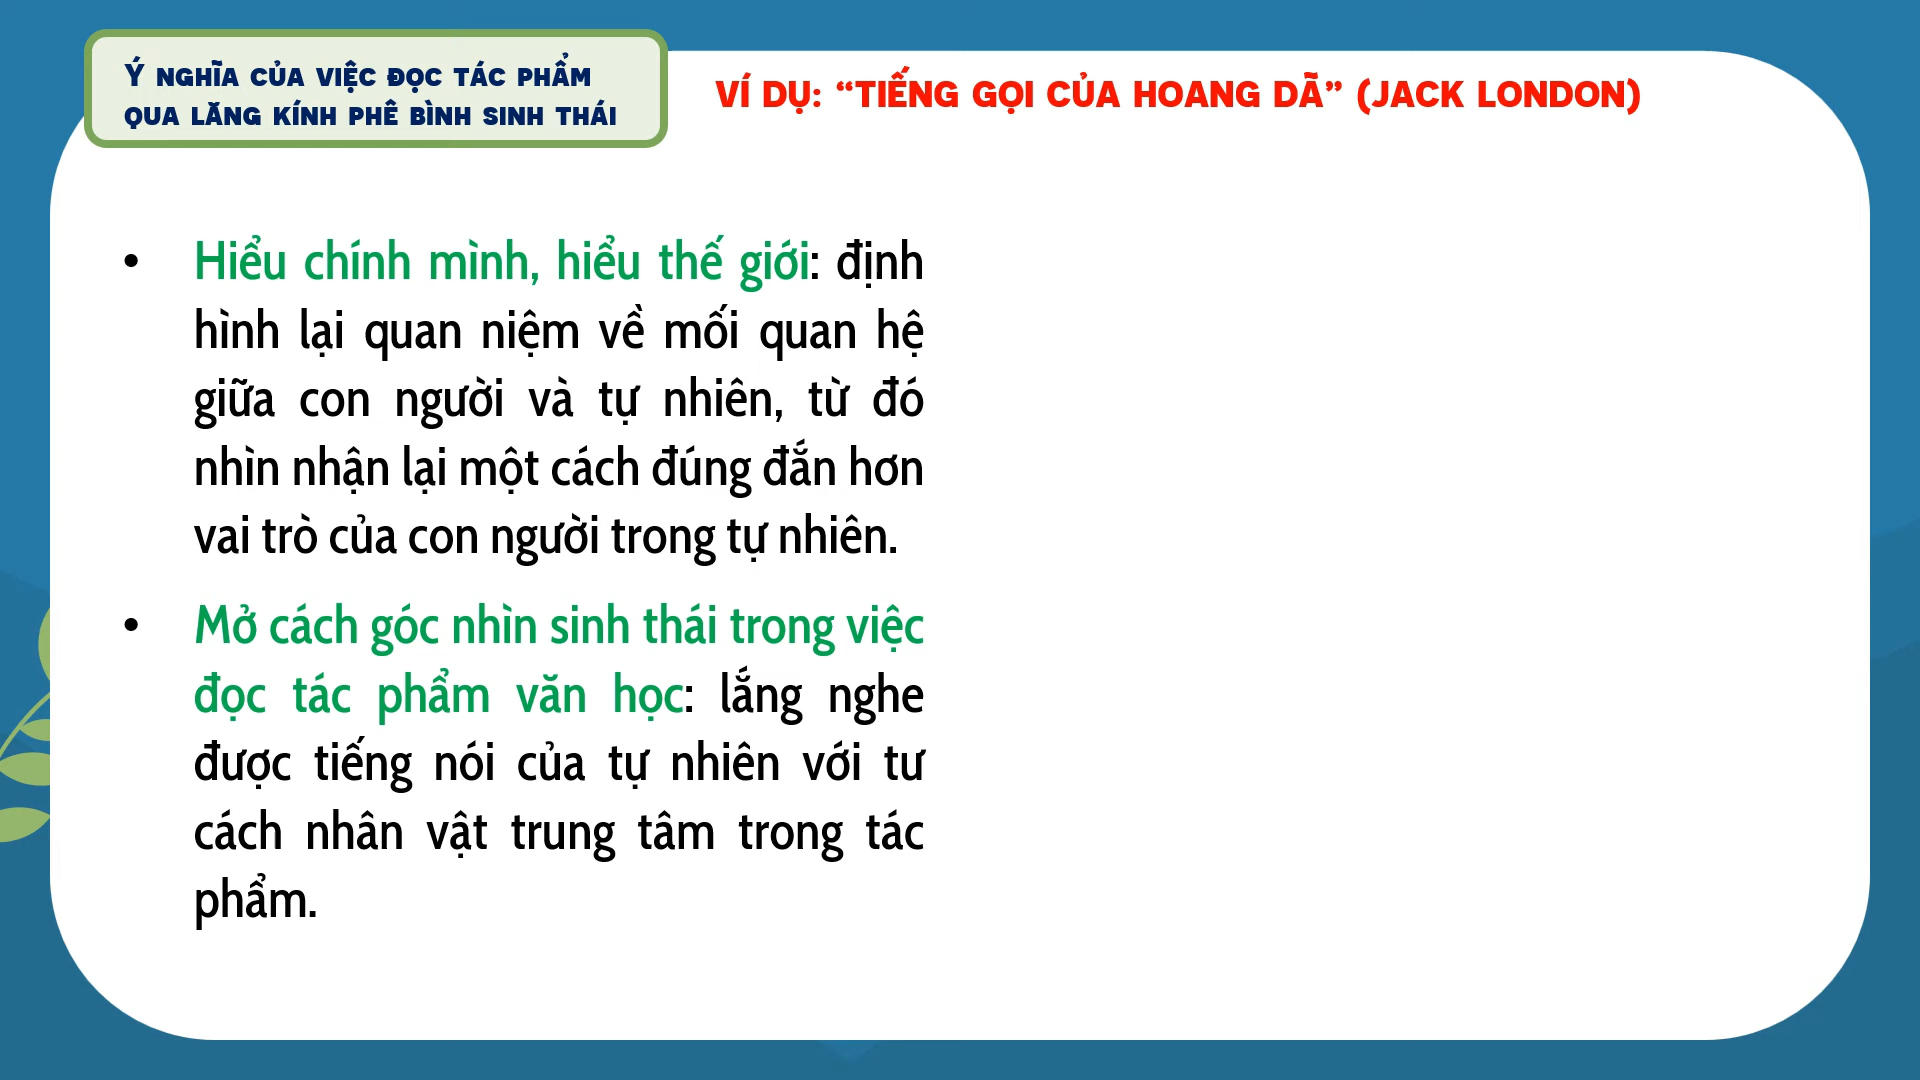 Ý NGHĨA CỦA VIỆC ĐỌC TÁC PHẨM
QUA LĂNG KÍNH PHÊ BÌNH SINH THÁI
VÍ DỤ: “TIẾNG GỌI CỦA HOANG DÃ” (JACK LONDON)
• Hiểu chính mình, hiểu thế giới: định
hình lại quan niệm về mối quan hệ
giữa con người và tự nhiên, từ đó
nhìn nhận lại một cách đúng đắn hơn
vai trò của con người trong tự nhiên.
• Mở cách góc nhìn sinh thái trong việc
đọc tác phẩm văn học: lắng nghe
được tiếng nói của tự nhiên với tư
cách nhân vật trung tâm trong tác
phẩm.